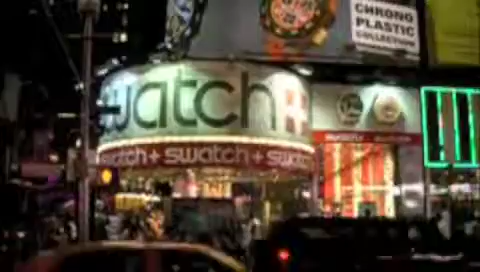 CHRONO
PLASTIC
COLLECTION
swatch+
swatch + swatch + swatch